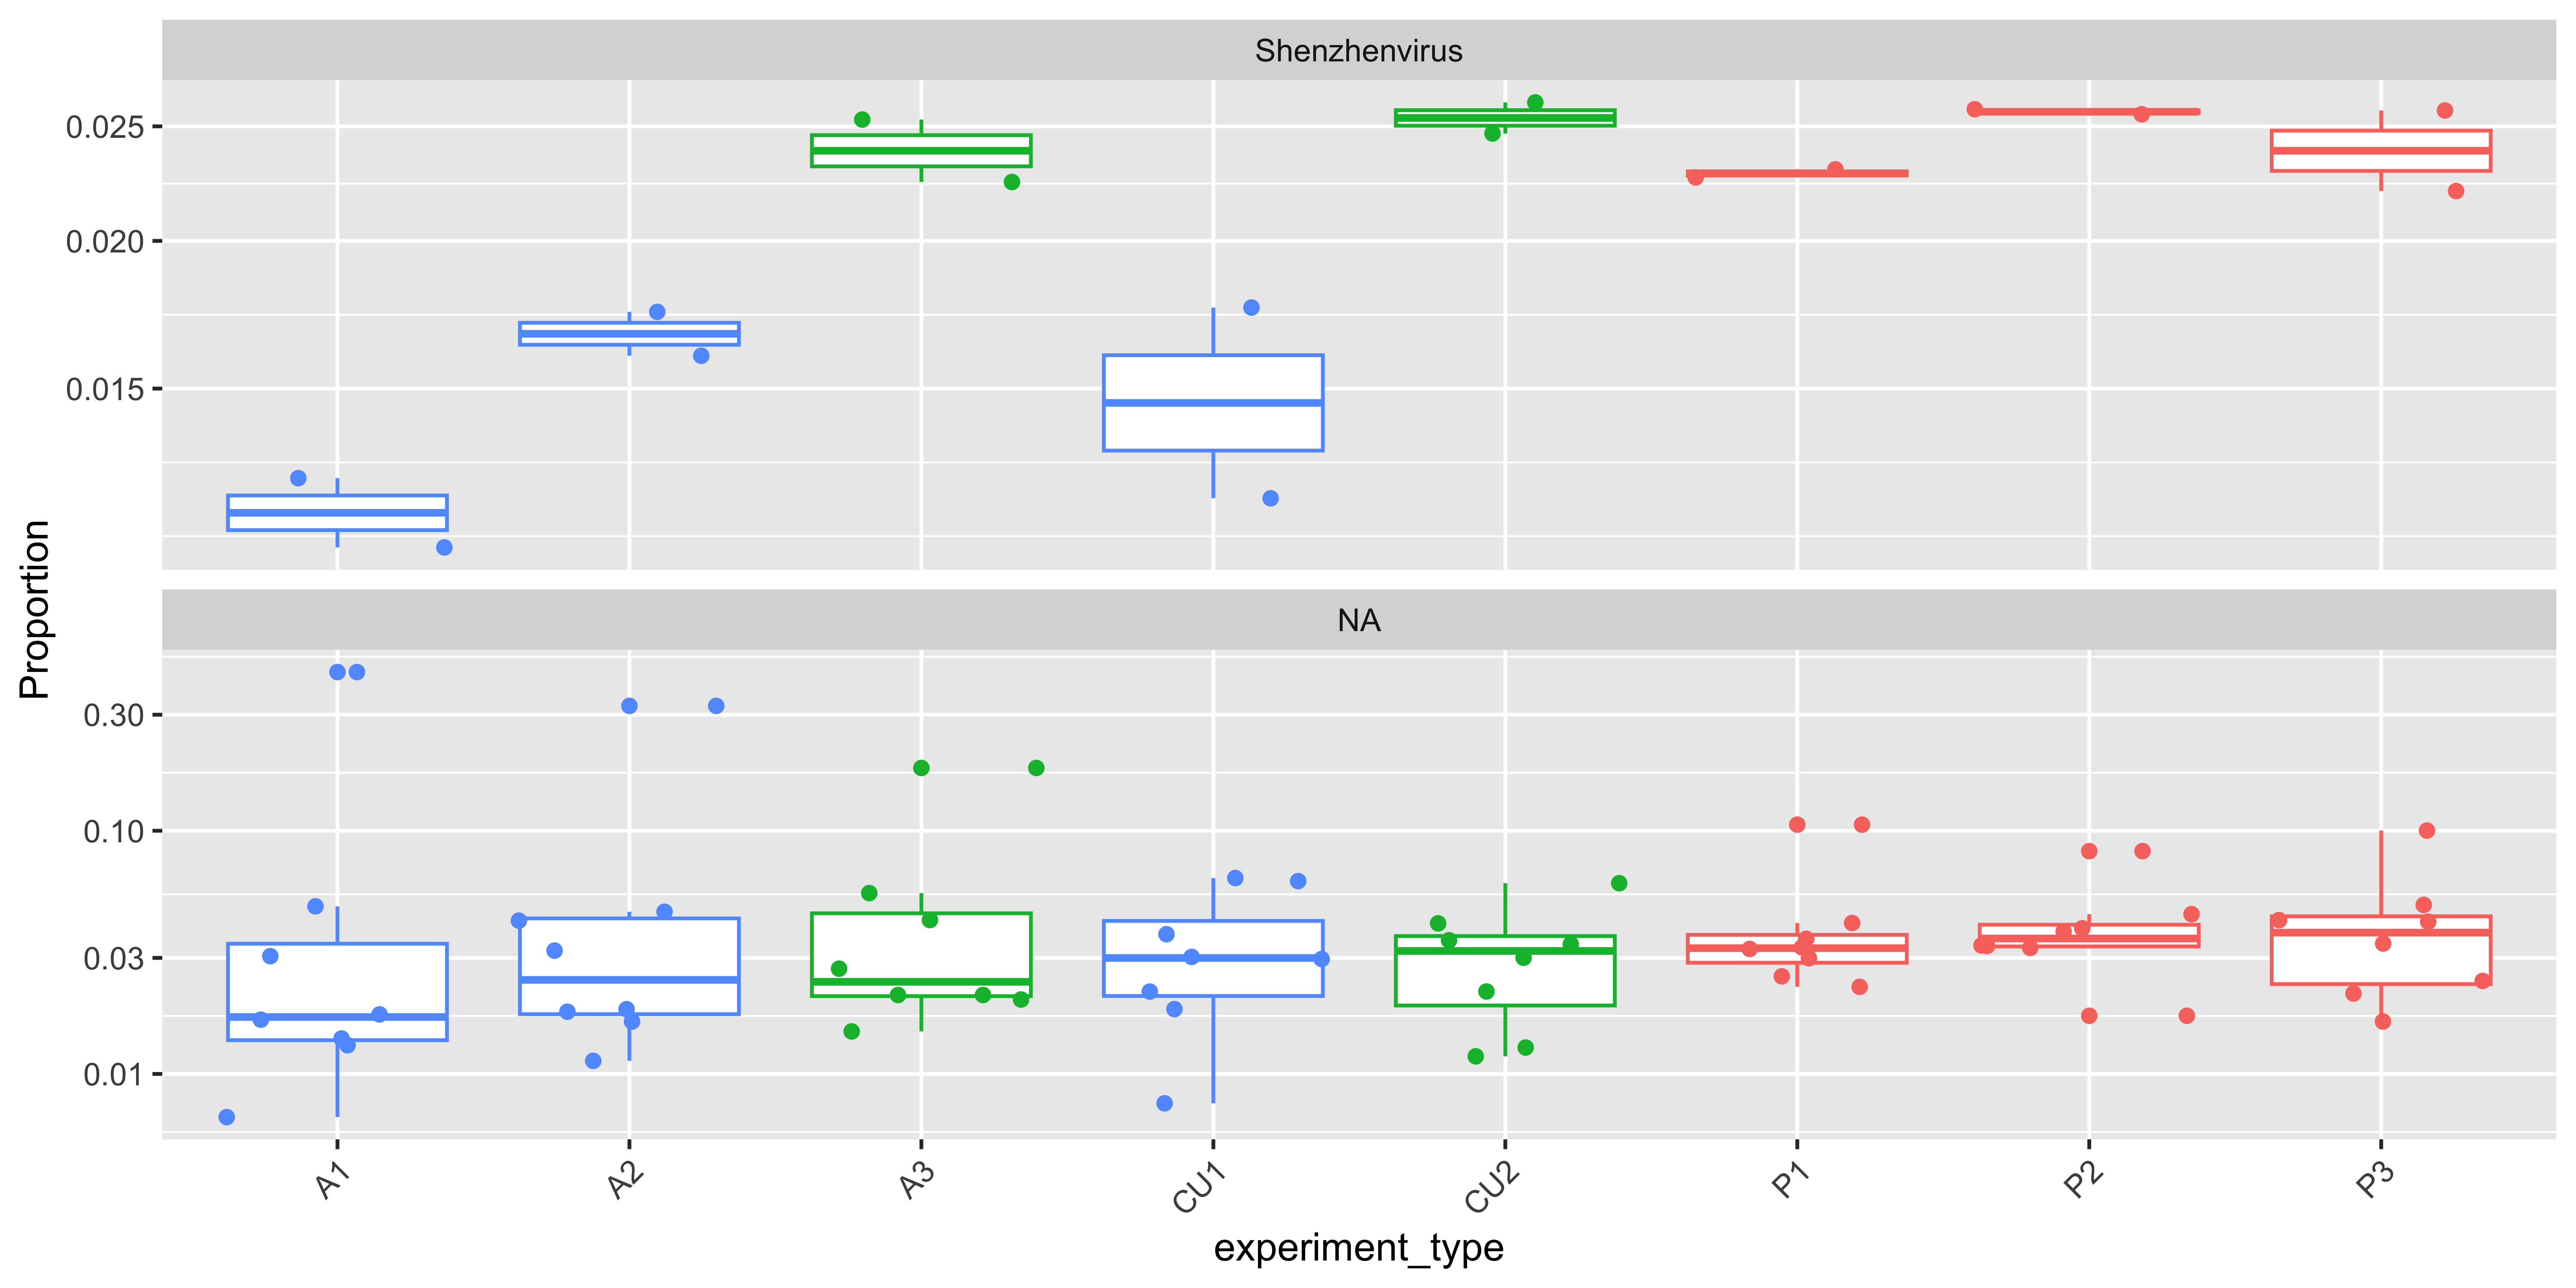 Shenzhenvirus
0.025
0.020
0.015
Proportion
NA
0.30
0.10
0.03
0.01
A1 A2 A3 CU1 CU2 P1 P2 P3
experiment_type